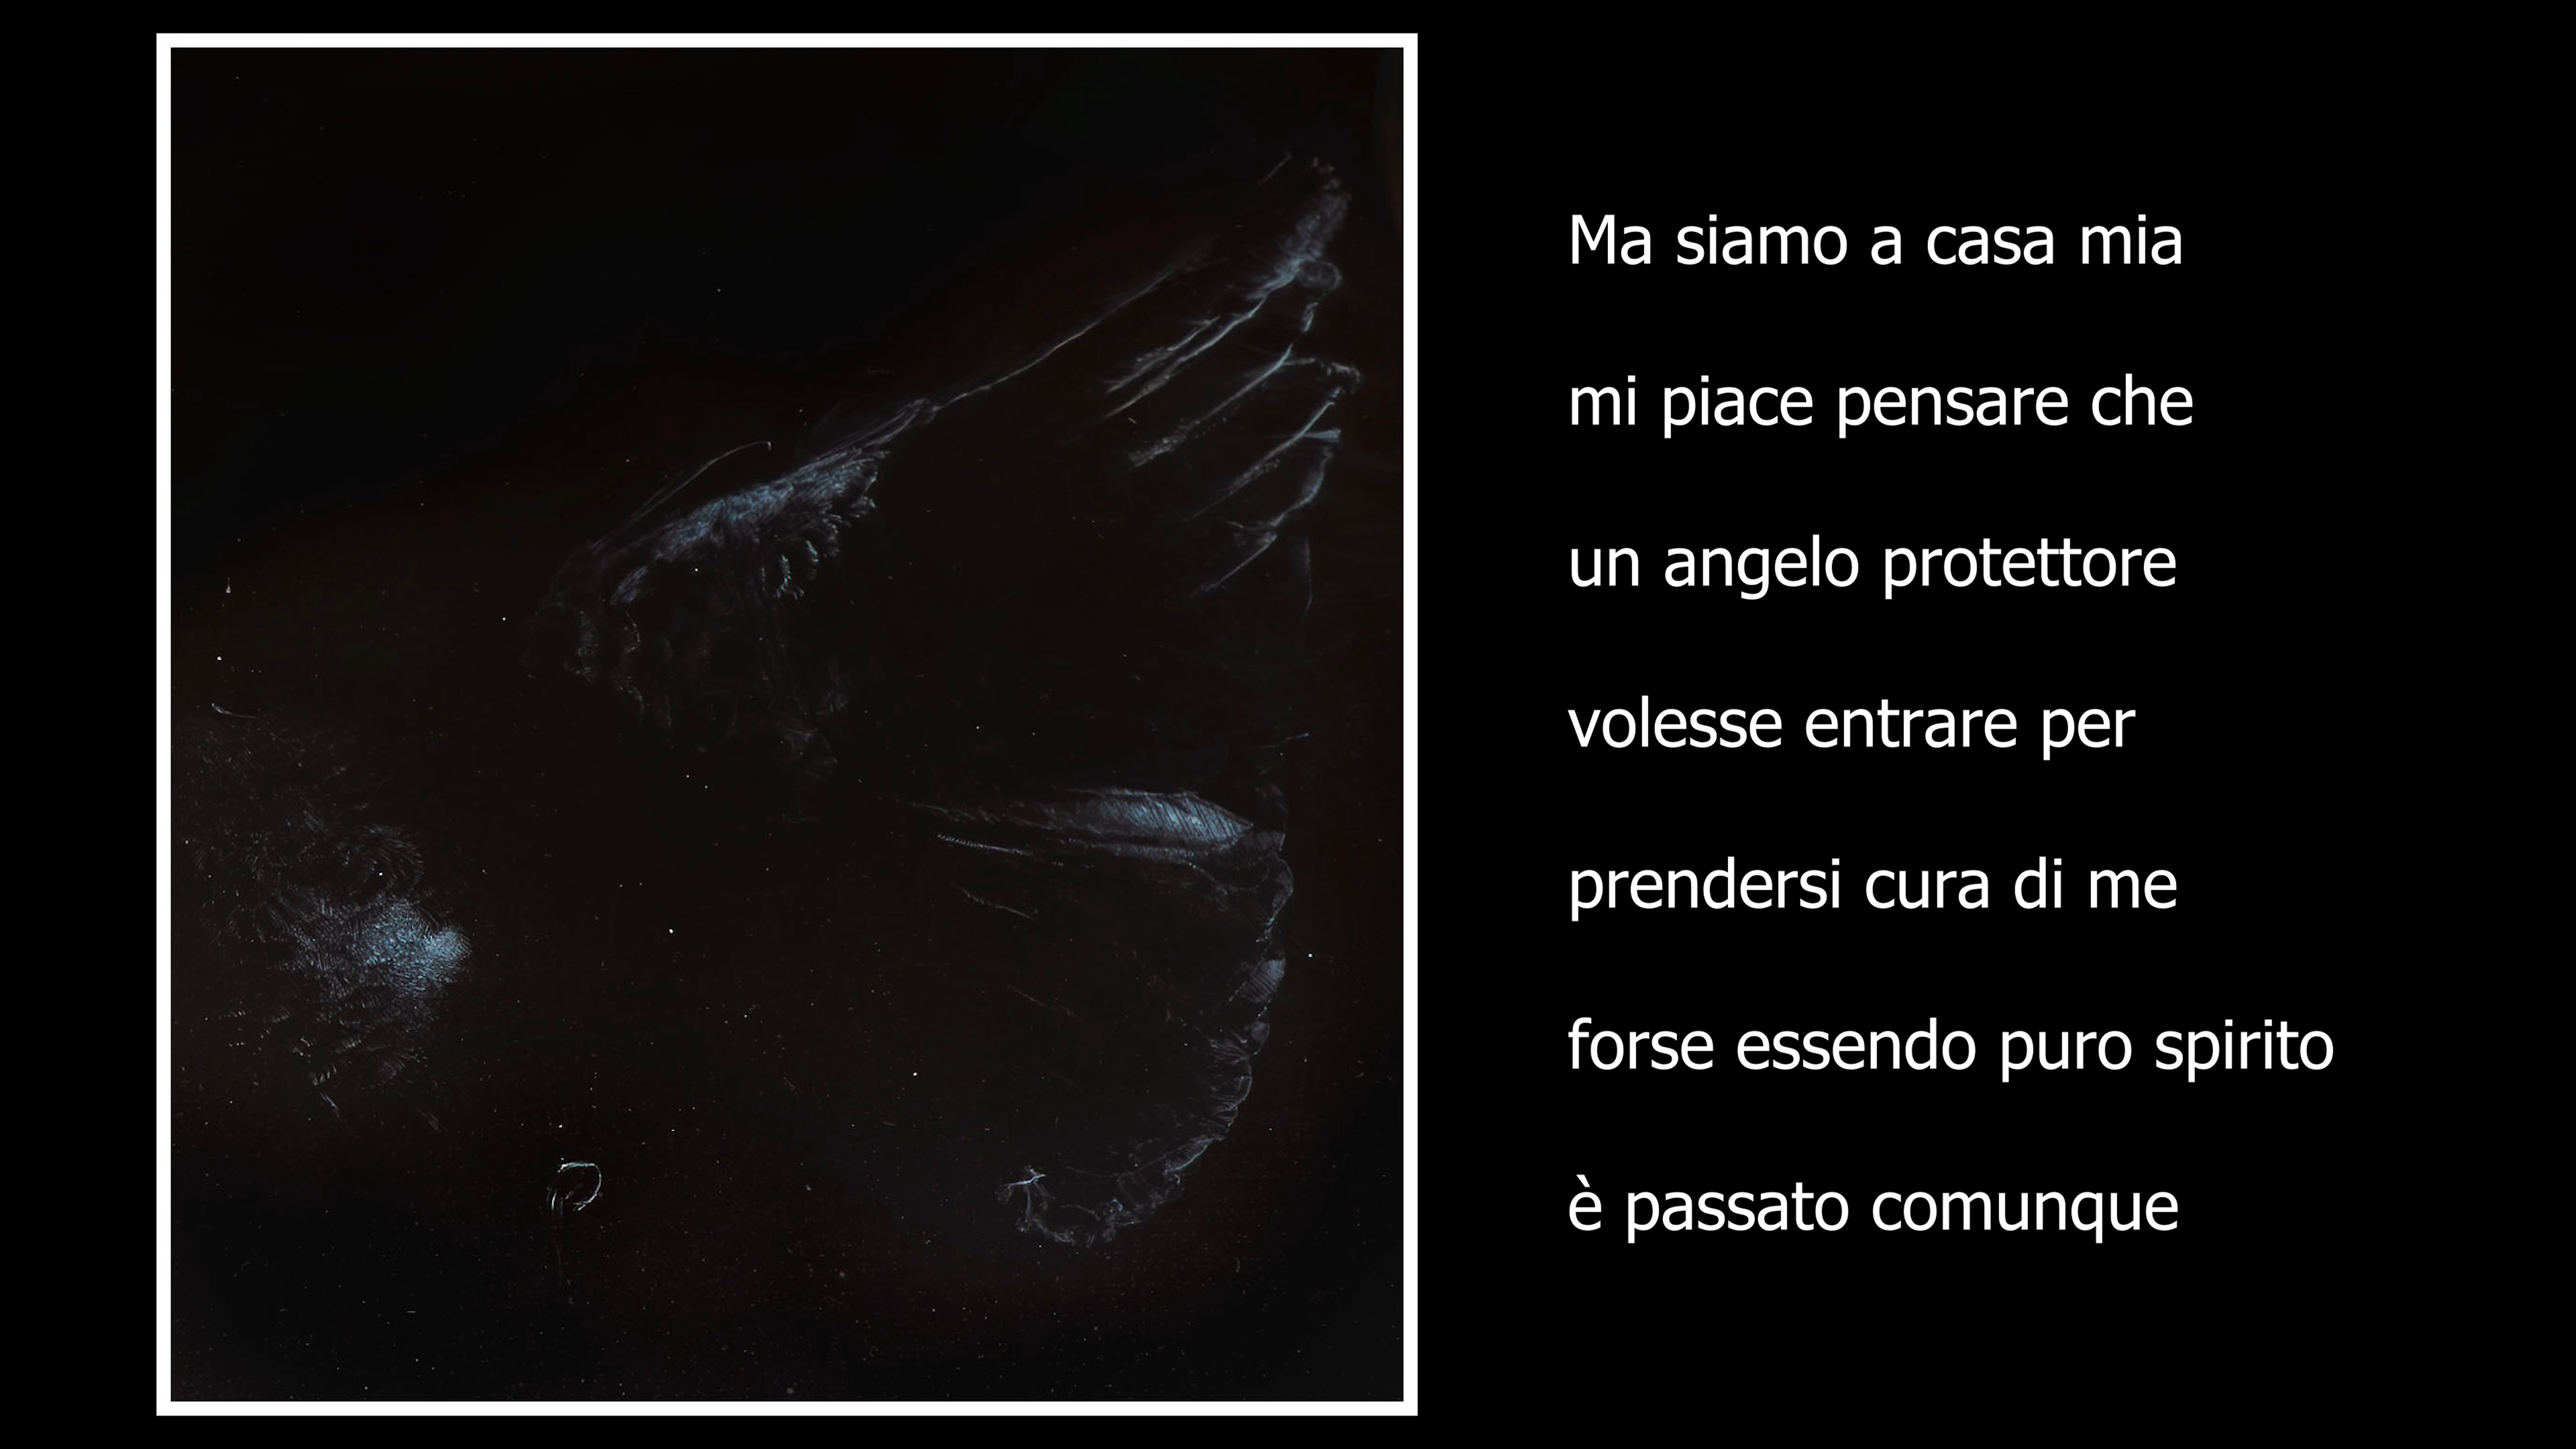 Ma siamo a casa mia
mi piace pensare che
un angelo protettore
volesse entrare per
prendersi cura di me
forse essendo puro spirito
è passato comunque